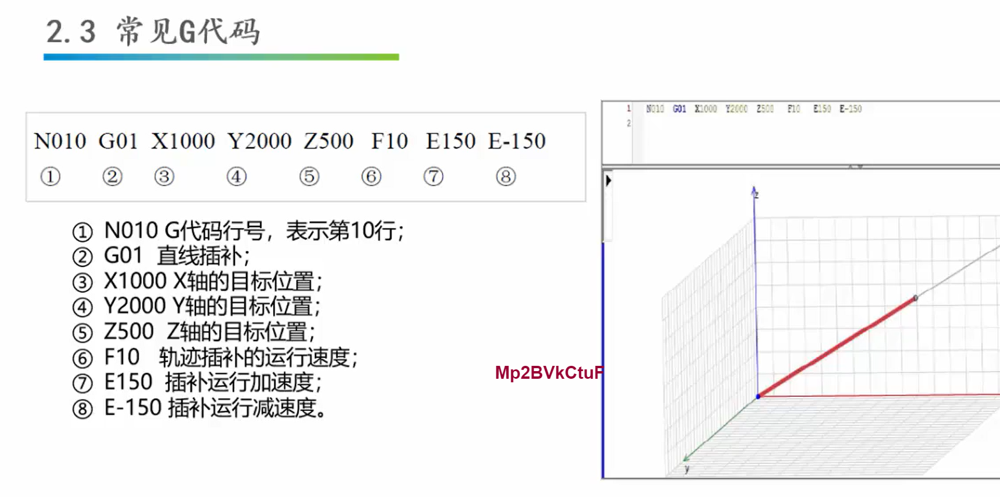 2.3 常见G代码
N010 G01 X1000 Y2000 Z500 F10 E150 E-150
① ② ③ ④ ⑤ ⑥ ⑦ ⑧
① N010 G代码行号，表示第10行；
② G01 直线插补；
③ X1000 X轴的目标位置；
④ Y2000 Y轴的目标位置；
⑤ Z500 Z轴的目标位置；
⑥ F10 轨迹插补的运行速度；
⑦ E150 插补运行加速度；
⑧ E-150 插补运行减速度。
Mp2BVkCtuF
1 N010 G01 X1000 Y2000 Z500 F10 E150 E-150
2
z
y